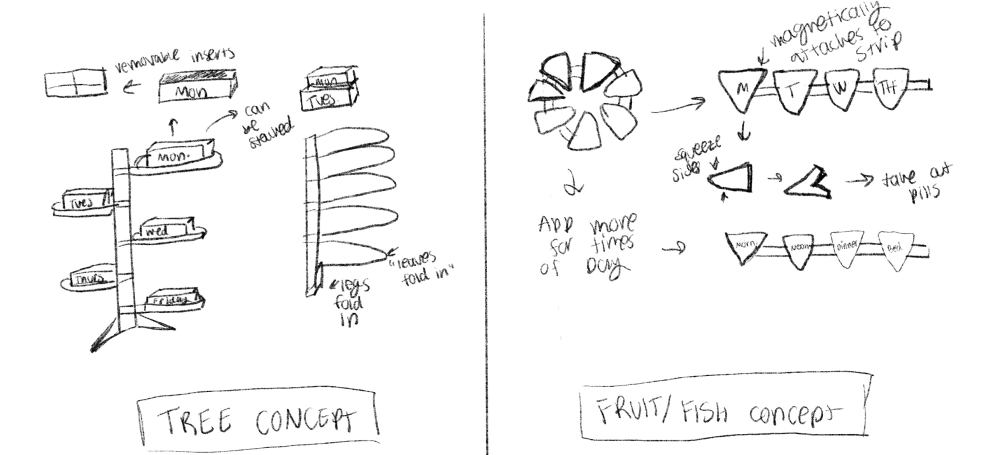 removable inserts
Mon
Mon
Tues
can
be
stacked
Mon.
Tues
Wed
Thurs
Friday
"leaves
fold in"
legs
fold
in
TREE CONCEPT
magnetically
attaches to
strip
M
T
W
TH
squeeze
sides
take out
pills
ADD more
for times
of Day
Morn
Noon
Dinner
Bed
FRUIT/FISH concept